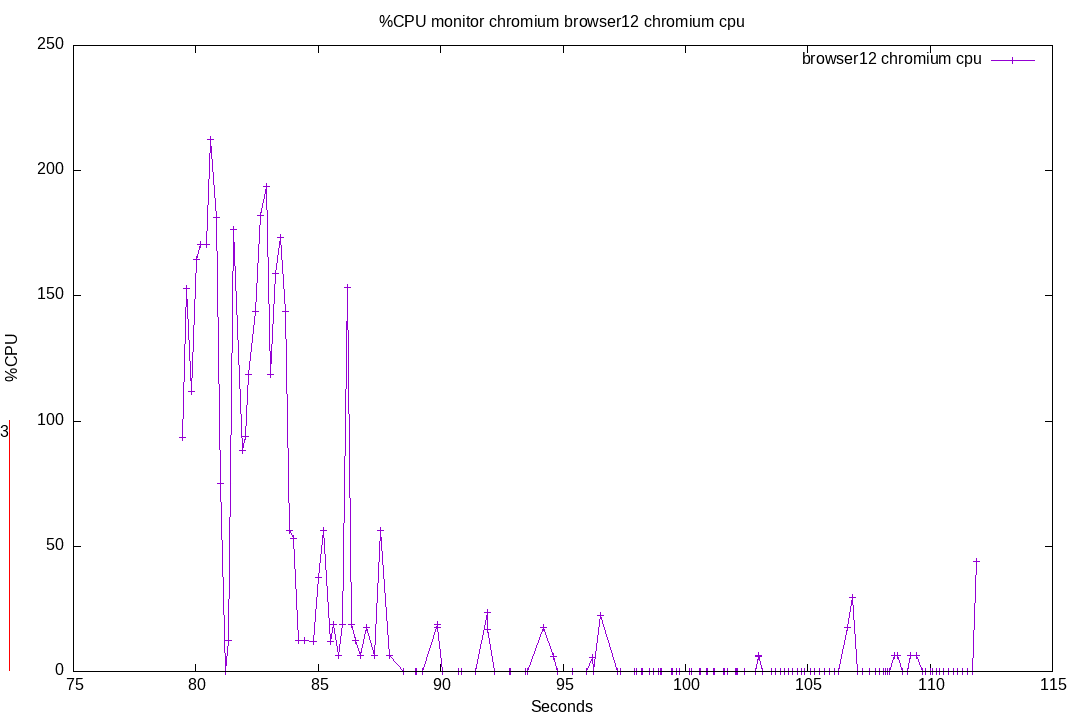 %CPU monitor chromium browser12 chromium cpu
browser12 chromium cpu
250
200
150
100
50
0
%CPU
3
75 80 85 90 95 100 105 110 115
Seconds